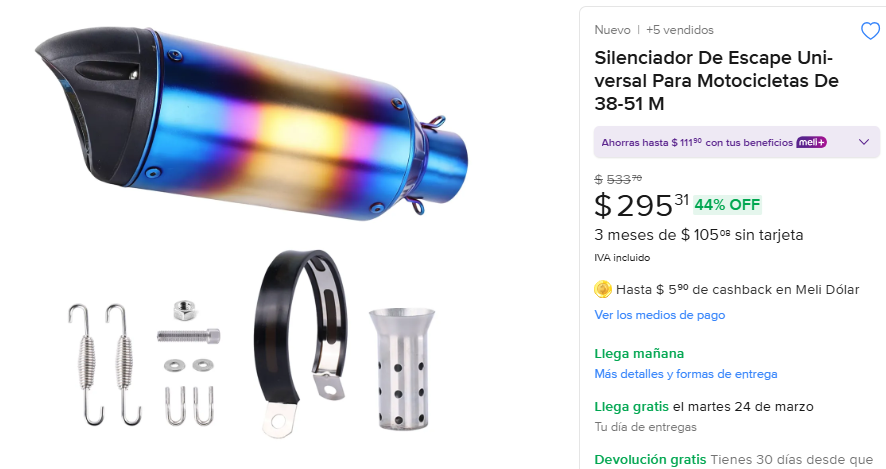 Nuevo | +5 vendidos
Silenciador De Escape Uni-
versal Para Motocicletas De
38-51 M
Ahorras hasta $ 111⁹⁰ con tus beneficios meli+
$ 533⁷⁰
$ 295³¹ 44% OFF
3 meses de $ 105⁰⁸ sin tarjeta
IVA incluido
Hasta $ 5⁹⁰ de cashback en Meli Dólar
Ver los medios de pago
Llega mañana
Más detalles y formas de entrega
Llega gratis el martes 24 de marzo
Tu día de entregas
Devolución gratis Tienes 30 días desde que